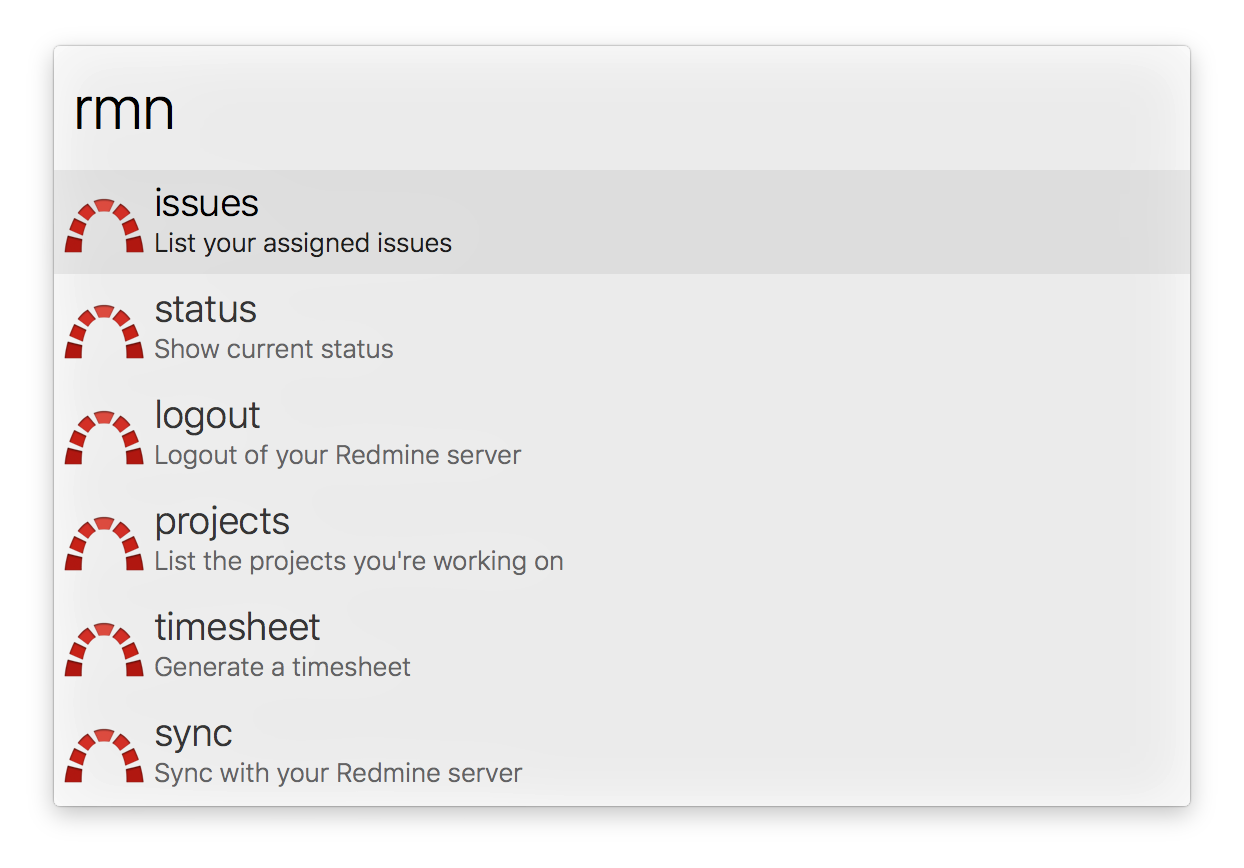 rmn
issues
List your assigned issues
status
Show current status
logout
Logout of your Redmine server
projects
List the projects you're working on
timesheet
Generate a timesheet
sync
Sync with your Redmine server